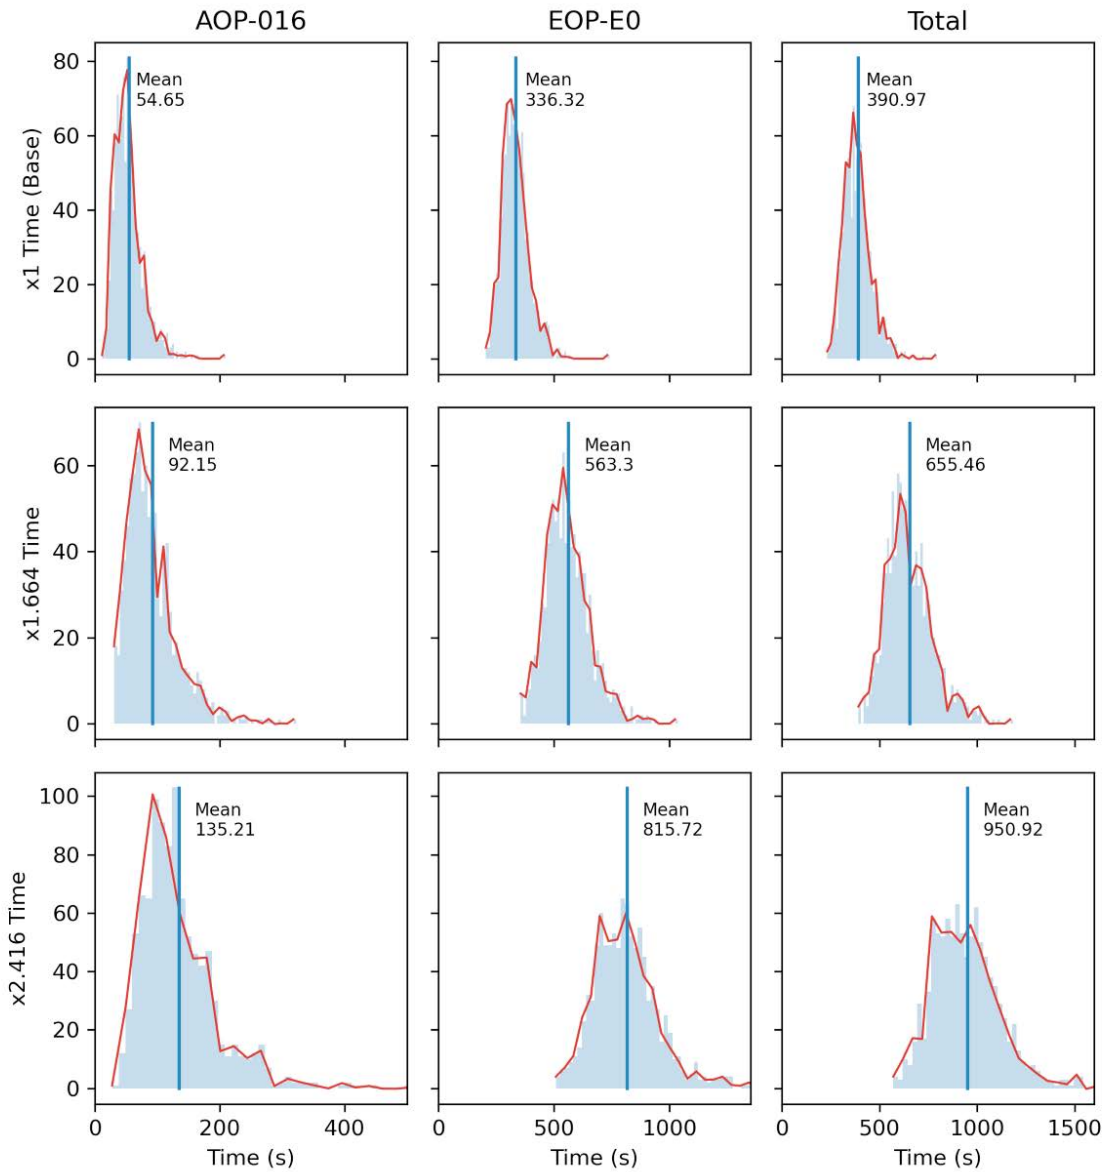 AOP-016
EOP-E0
Total
x1 Time (Base)
80
60
40
20
0
Mean
54.65
Mean
336.32
Mean
390.97
0
200
400
0
500
1000
0
500
1000
1500
x1.664 Time
60
40
20
0
Mean
92.15
Mean
563.3
Mean
655.46
x2.416 Time
100
80
60
40
20
0
Mean
135.21
Mean
815.72
Mean
950.92
Time (s)
Time (s)
Time (s)